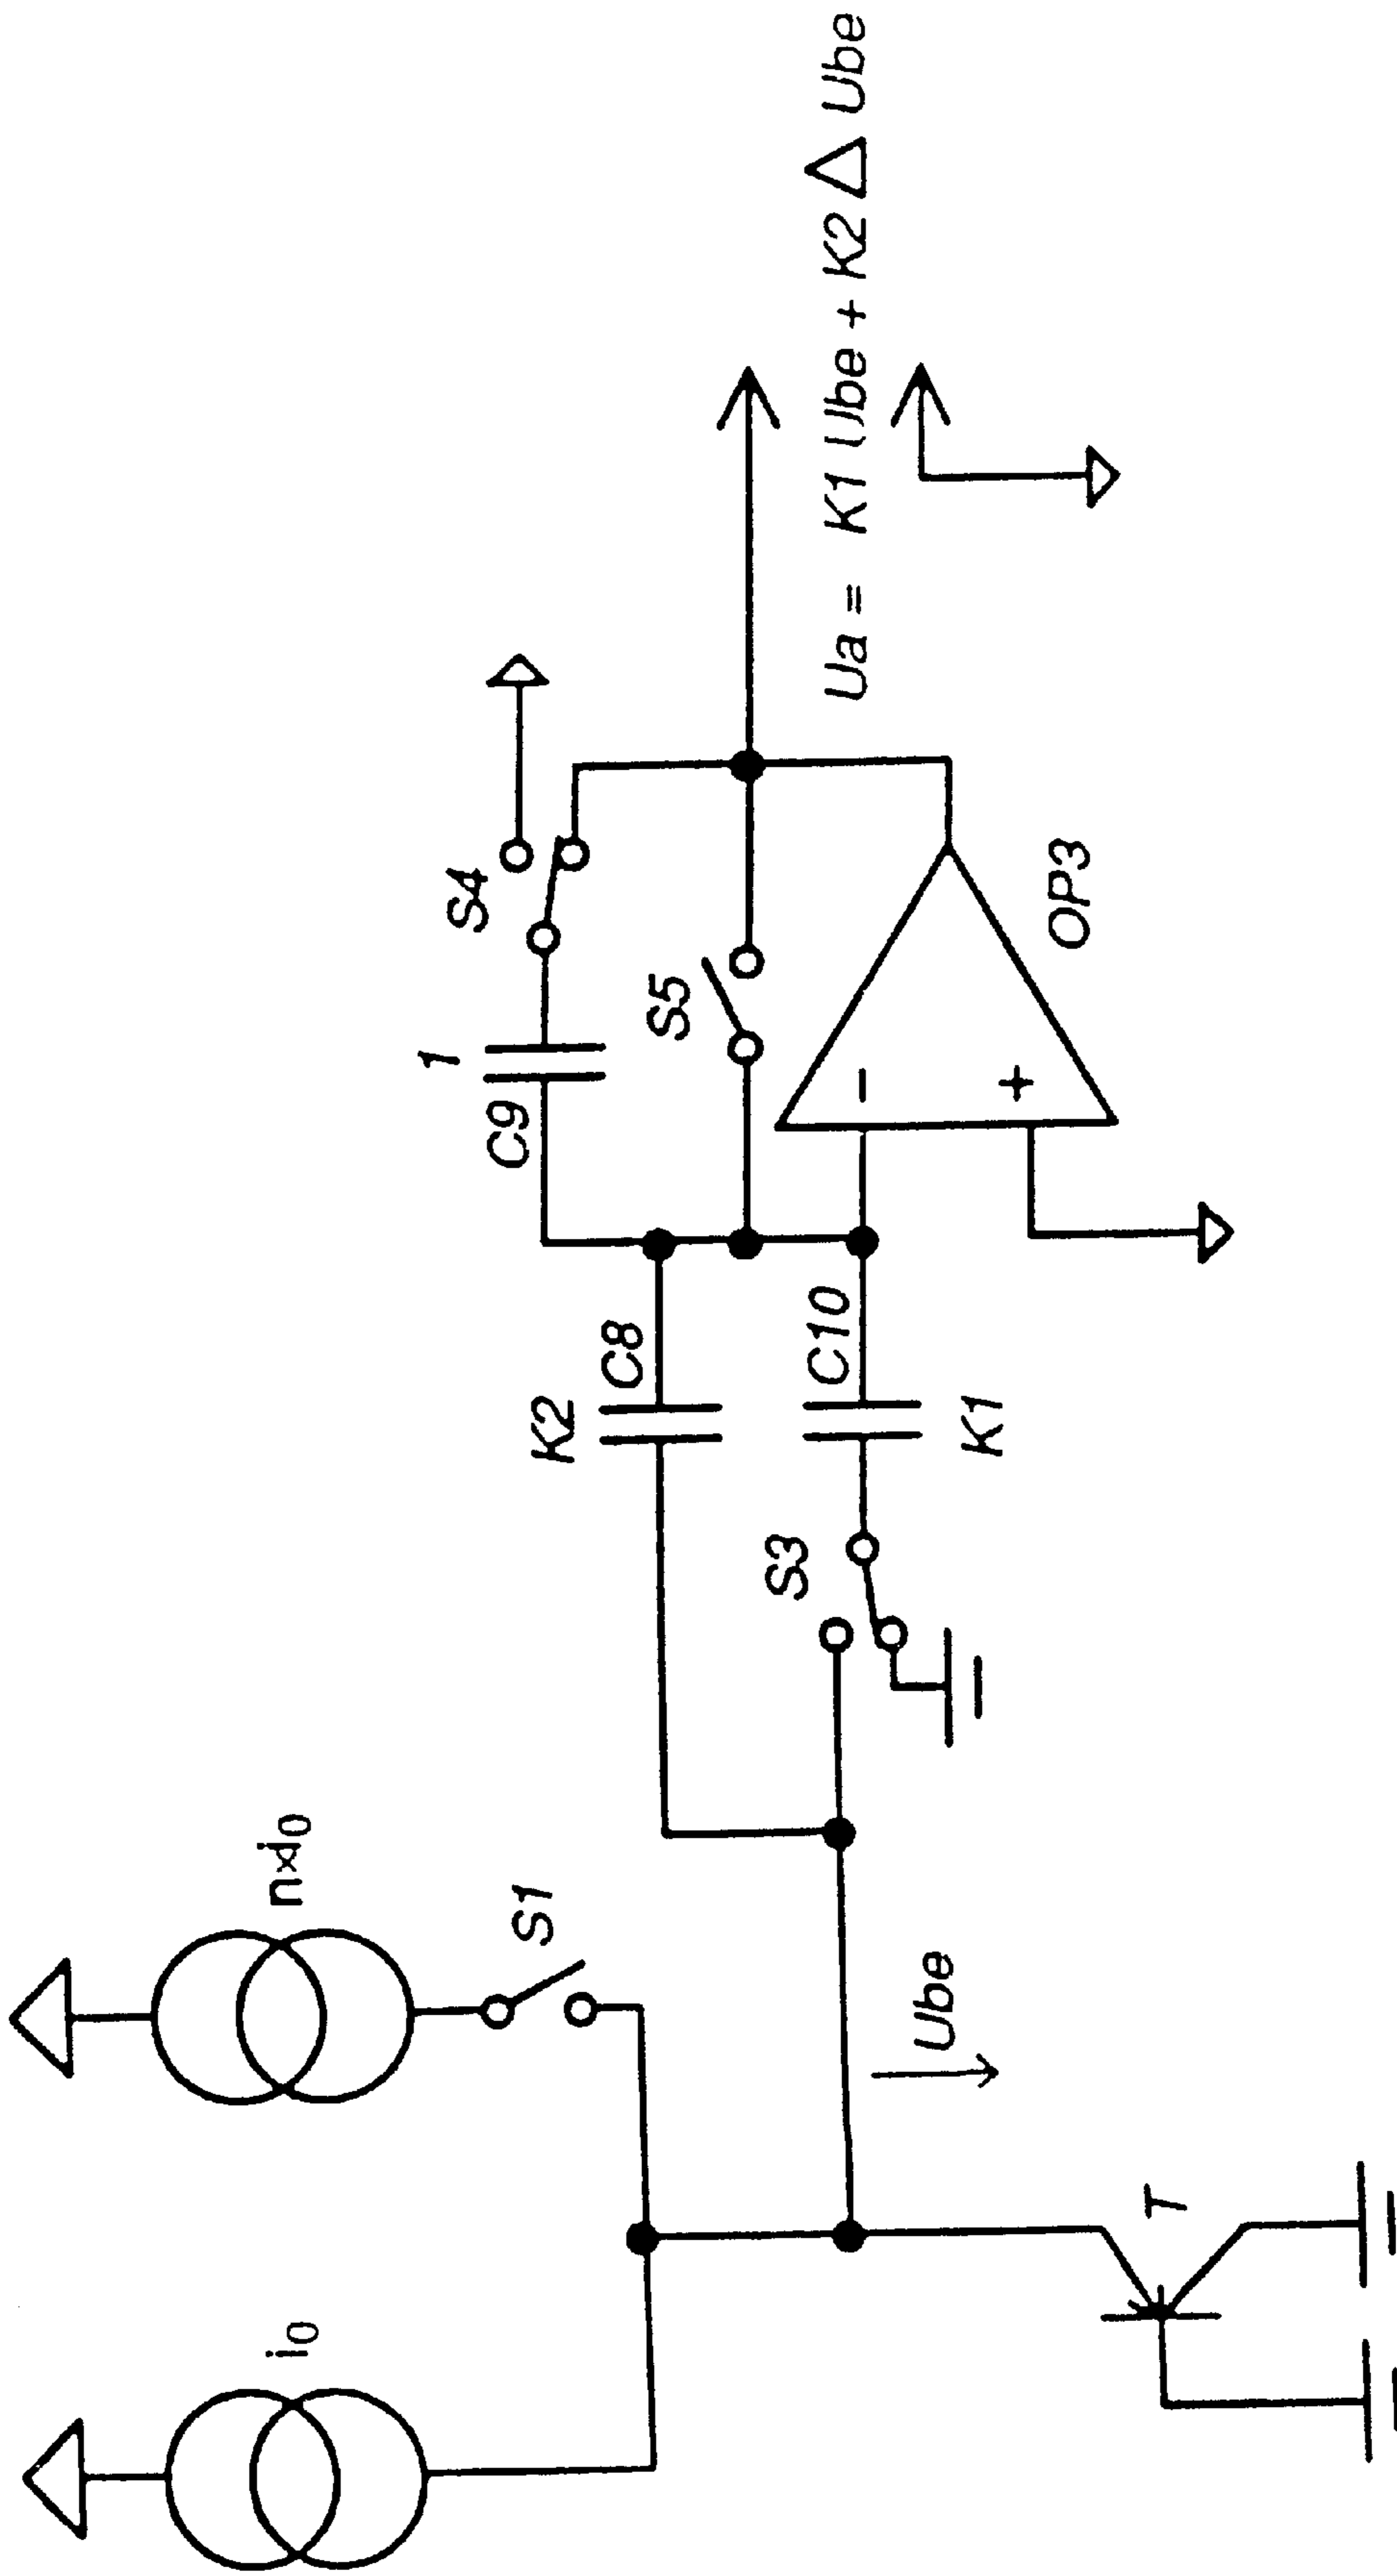 i0
n×i0
S1
Ube
T
K2
C8
S3
C10
K1
1
C9
S4
S5
−
+
OP3
Ua = K1 Ube + K2 △ Ube